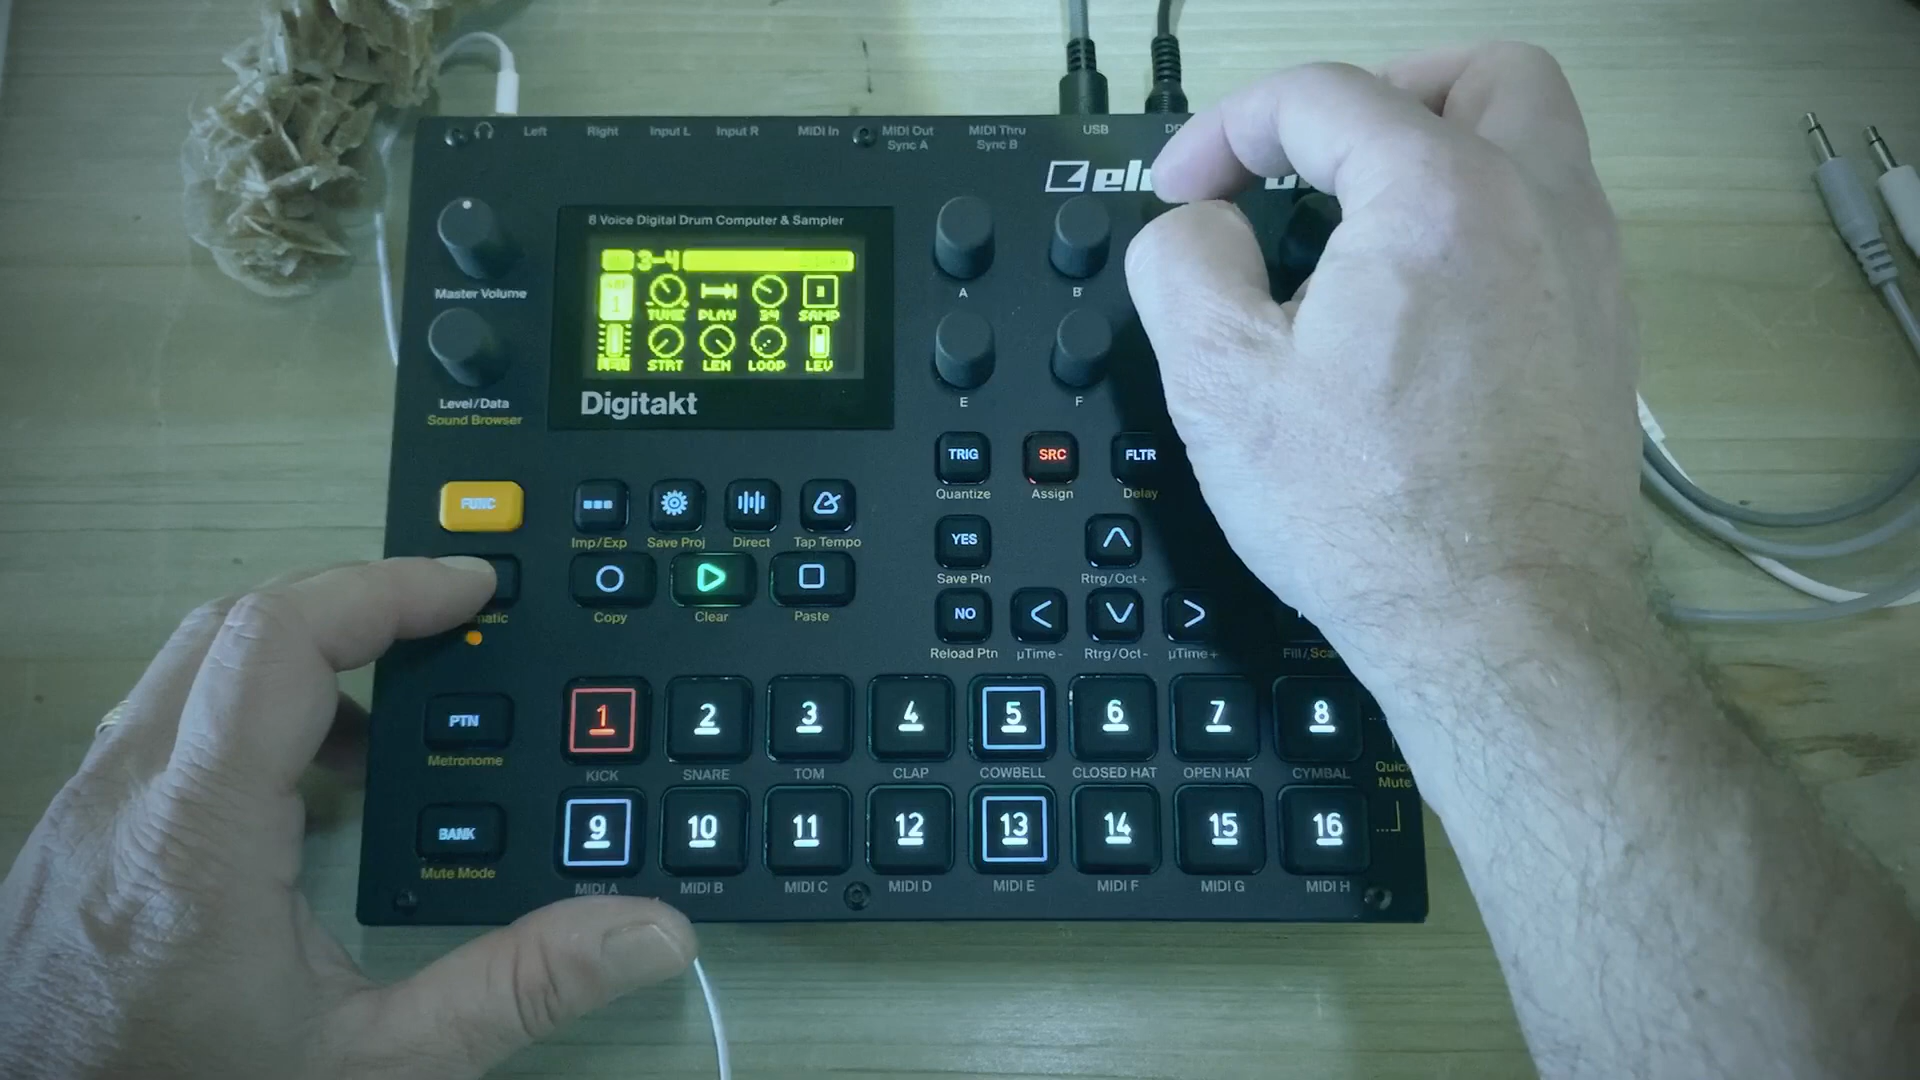 Left Right Input L Input R MIDI In MIDI Out MIDI Thru USB
Sync A Sync B
8 Voice Digital Drum Computer & Sampler
3-4
1 TUNE PLAY 34 SAMP
STRT LEN LOOP LEV
Digitakt
Master Volume
Level/Data
Sound Browser
A B
E F
TRIG SRC FLTR
Quantize Assign Delay
FUNC
Imp/Exp Save Proj Direct Tap Tempo
YES
Save Ptn Rtrg/Oct+
Copy Clear Paste
NO
Reload Ptn µTime- Rtrg/Oct- µTime+ Fill/
PTN
Metronome
BANK
Mute Mode
1 2 3 4 5 6 7 8
KICK SNARE TOM CLAP COWBELL CLOSED HAT OPEN HAT CYMBAL
Quick
Mute
9 10 11 12 13 14 15 16
MIDI A MIDI B MIDI C MIDI D MIDI E MIDI F MIDI G MIDI H